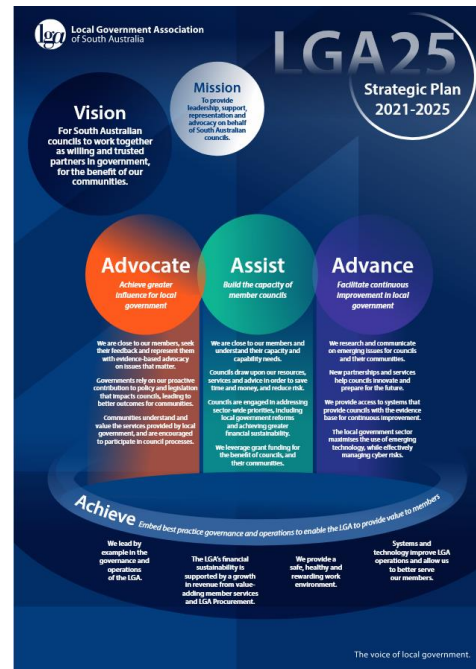 lga
Local Government Association
of South Australia
LGA25
Strategic Plan
2021-2025
Vision
For South Australian
councils to work together
as willing and trusted
partners in government,
for the benefit of our
communities.
Mission
To provide
leadership, support,
representation and
advocacy on behalf
of South Australian
councils.
Advocate
Achieve greater
influence for local
government
We are close to our members, seek
their feedback and represent them
with evidence-based advocacy
on issues that matter.
Governments rely on our proactive
contribution to policy and legislation
that impacts councils, leading to
better outcomes for communities.
Communities understand and
value the services provided by local
government, and are encouraged
to participate in council processes.
Assist
Build the capacity of
member councils
We are close to our members and
understand their capacity and
capability needs.
Councils draw upon our resources,
services and advice in order to save
time and money, and reduce risk.
Councils are engaged in addressing
sector-wide priorities, including
local government reforms
and achieving greater
financial sustainability.
We leverage grant funding for
the benefit of councils, and
their communities.
Advance
Facilitate continuous
improvement in local
government
We research and communicate
on emerging issues for councils
and their communities.
New partnerships and services
help councils innovate and
prepare for the future.
We provide access to systems that
provide councils with the evidence
base for continuous improvement.
The local government sector
maximises the use of emerging
technology, while effectively
managing cyber risks.
Achieve Embed best practice governance and operations to enable the LGA to provide value to members
We lead by
example in the
governance and
operations
of the LGA.
The LGA's financial
sustainability is
supported by a growth
in revenue from value-
adding member services
and LGA Procurement.
We provide a
safe, healthy and
rewarding work
environment.
Systems and
technology improve LGA
operations and allow us
to better serve
our members.
The voice of local government.